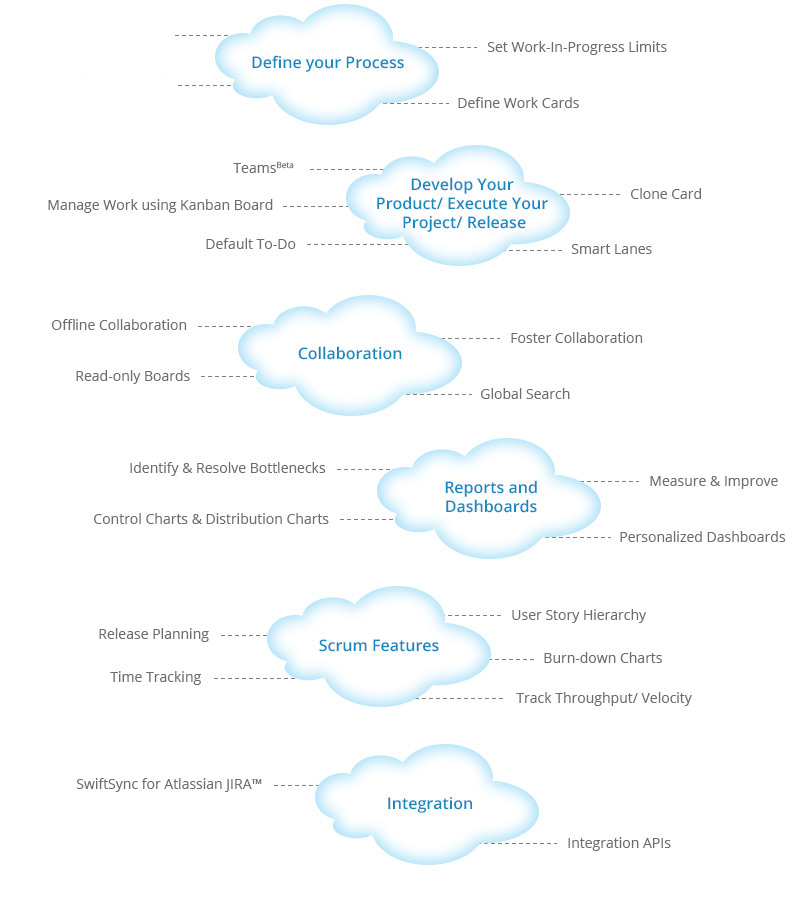 Define your Process
Set Work-In-Progress Limits
Define Work Cards
Teams Beta
Manage Work using Kanban Board
Default To-Do
Develop Your
Product/ Execute Your
Project/ Release
Clone Card
Smart Lanes
Offline Collaboration
Read-only Boards
Collaboration
Foster Collaboration
Global Search
Identify & Resolve Bottlenecks
Control Charts & Distribution Charts
Reports and
Dashboards
Measure & Improve
Personalized Dashboards
Release Planning
Time Tracking
Scrum Features
User Story Hierarchy
Burn-down Charts
Track Throughput/ Velocity
SwiftSync for Atlassian JIRA™
Integration
Integration APIs